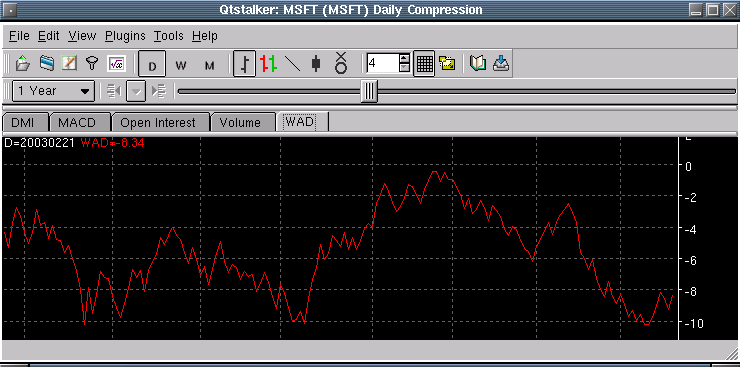 Qtstalker: MSFT (MSFT) Daily Compression
File Edit View Plugins Tools Help
D W M 4
1 Year
DMI MACD Open Interest Volume WAD
D=20030221 WAD=-8.34
0
-2
-4
-6
-8
-10